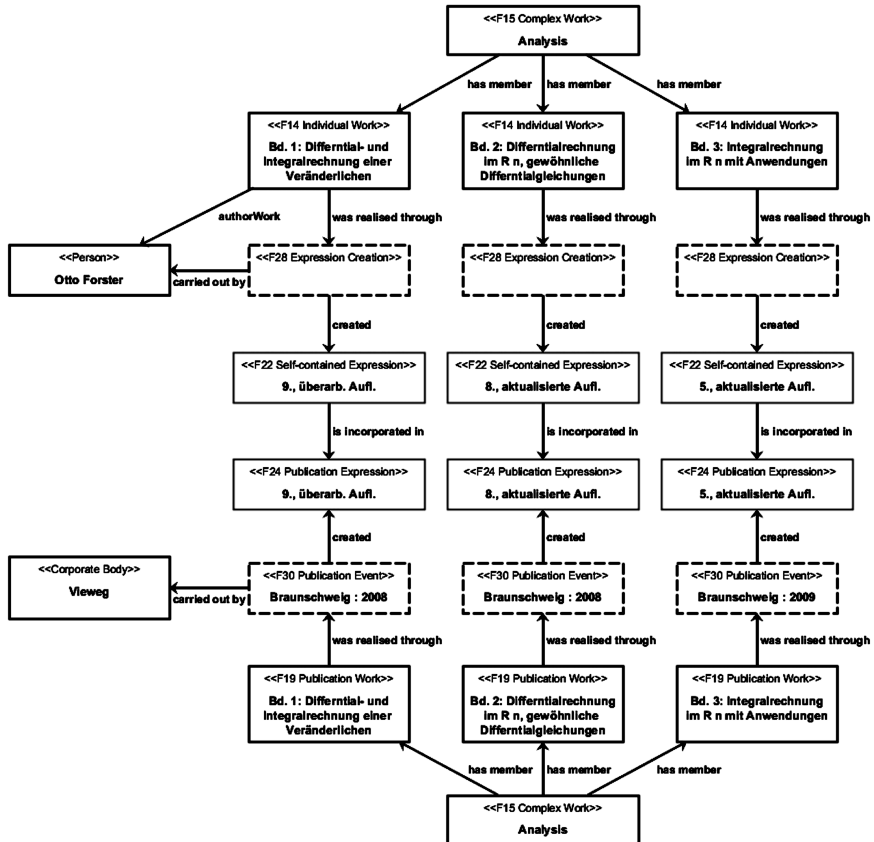 <<F15 Complex Work>>
Analysis
has member has member has member
<<F14 Individual Work>>
Bd. 1: Differntial- und
Integralrechnung einer
Veränderlichen
<<F14 Individual Work>>
Bd. 2: Differntialrechnung
im R n, gewöhnliche
Differntialgleichungen
<<F14 Individual Work>>
Bd. 3: Integralrechnung
im R n mit Anwendungen
authorWork
was realised through
was realised through
was realised through
<<Person>>
Otto Forster
carried out by
<<F28 Expression Creation>>
<<F28 Expression Creation>>
<<F28 Expression Creation>>
created
created
created
<<F22 Self-contained Expression>>
9., überarb. Aufl.
<<F22 Self-contained Expression>>
8., aktualisierte Aufl.
<<F22 Self-contained Expression>>
5., aktualisierte Aufl.
is incorporated in
is incorporated in
is incorporated in
<<F24 Publication Expression>>
9., überarb. Aufl.
<<F24 Publication Expression>>
8., aktualisierte Aufl.
<<F24 Publication Expression>>
5., aktualisierte Aufl.
created
created
created
<<Corporate Body>>
Vieweg
carried out by
<<F30 Publication Event>>
Braunschweig : 2008
<<F30 Publication Event>>
Braunschweig : 2008
<<F30 Publication Event>>
Braunschweig : 2009
was realised through
was realised through
was realised through
<<F19 Publication Work>>
Bd. 1: Differntial- und
Integralrechnung einer
Veränderlichen
<<F19 Publication Work>>
Bd. 2: Differntialrechnung
im R n, gewöhnliche
Differntialgleichungen
<<F19 Publication Work>>
Bd. 3: Integralrechnung
im R n mit Anwendungen
has member has member has member
<<F15 Complex Work>>
Analysis